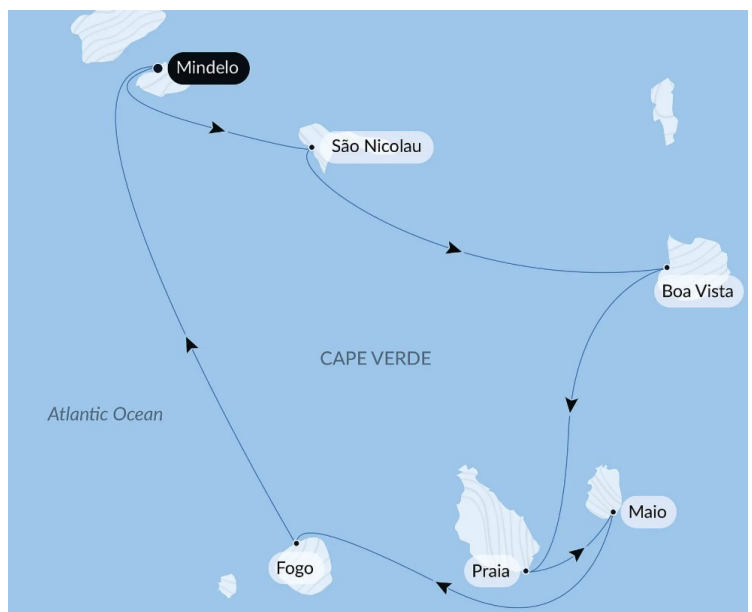 Mindelo
São Nicolau
Boa Vista
CAPE VERDE
Atlantic Ocean
Maio
Praia
Fogo